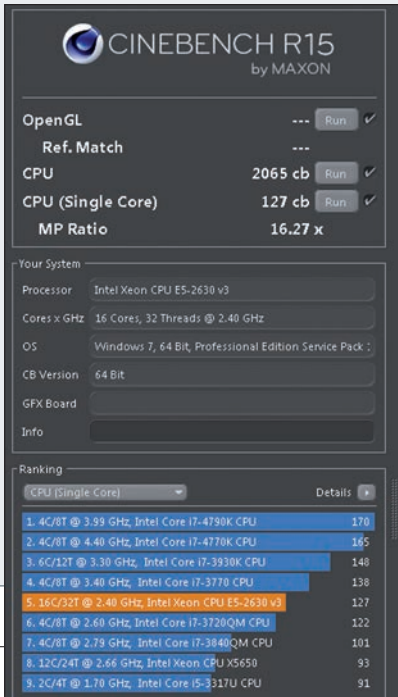 CINEBENCH R15
by MAXON
OpenGL --- Run
Ref. Match ---
CPU 2065 cb Run
CPU (Single Core) 127 cb Run
MP Ratio 16.27 x
Your System
Processor Intel Xeon CPU E5-2630 v3
Cores x GHz 16 Cores, 32 Threads @ 2.40 GHz
OS Windows 7, 64 Bit, Professional Edition Service Pack
CB Version 64 Bit
GFX Board
Info
Ranking
CPU (Single Core) Details
1. 4C/8T @ 3.99 GHz, Intel Core i7-4790K CPU 170
2. 4C/8T @ 4.40 GHz, Intel Core i7-4770K CPU 165
3. 6C/12T @ 3.30 GHz, Intel Core i7-3930K CPU 148
4. 4C/8T @ 3.40 GHz, Intel Core i7-3770 CPU 138
5. 16C/32T @ 2.40 GHz, Intel Xeon CPU E5-2630 v3 127
6. 4C/8T @ 2.60 GHz, Intel Core i7-3720QM CPU 122
7. 4C/8T @ 2.79 GHz, Intel Core i7-3840QM CPU 101
8. 12C/24T @ 2.66 GHz, Intel Xeon CPU X5650 93
9. 2C/4T @ 1.70 GHz, Intel Core i5-3317U CPU 91